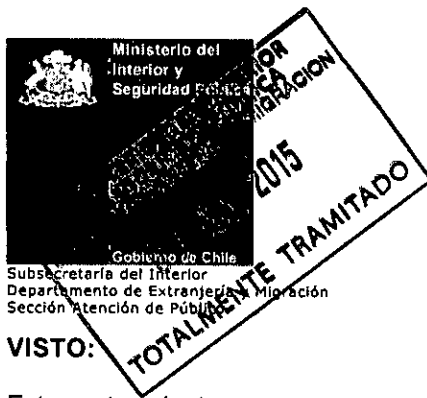 Ministerio del
Interior y
Seguridad Pública
Gobierno de Chile
2015
TOTALMENTE TRAMITADO
Subsecretaría del Interior
Departamento de Extranjería y Migración
Sección Atención de Público
VISTO: